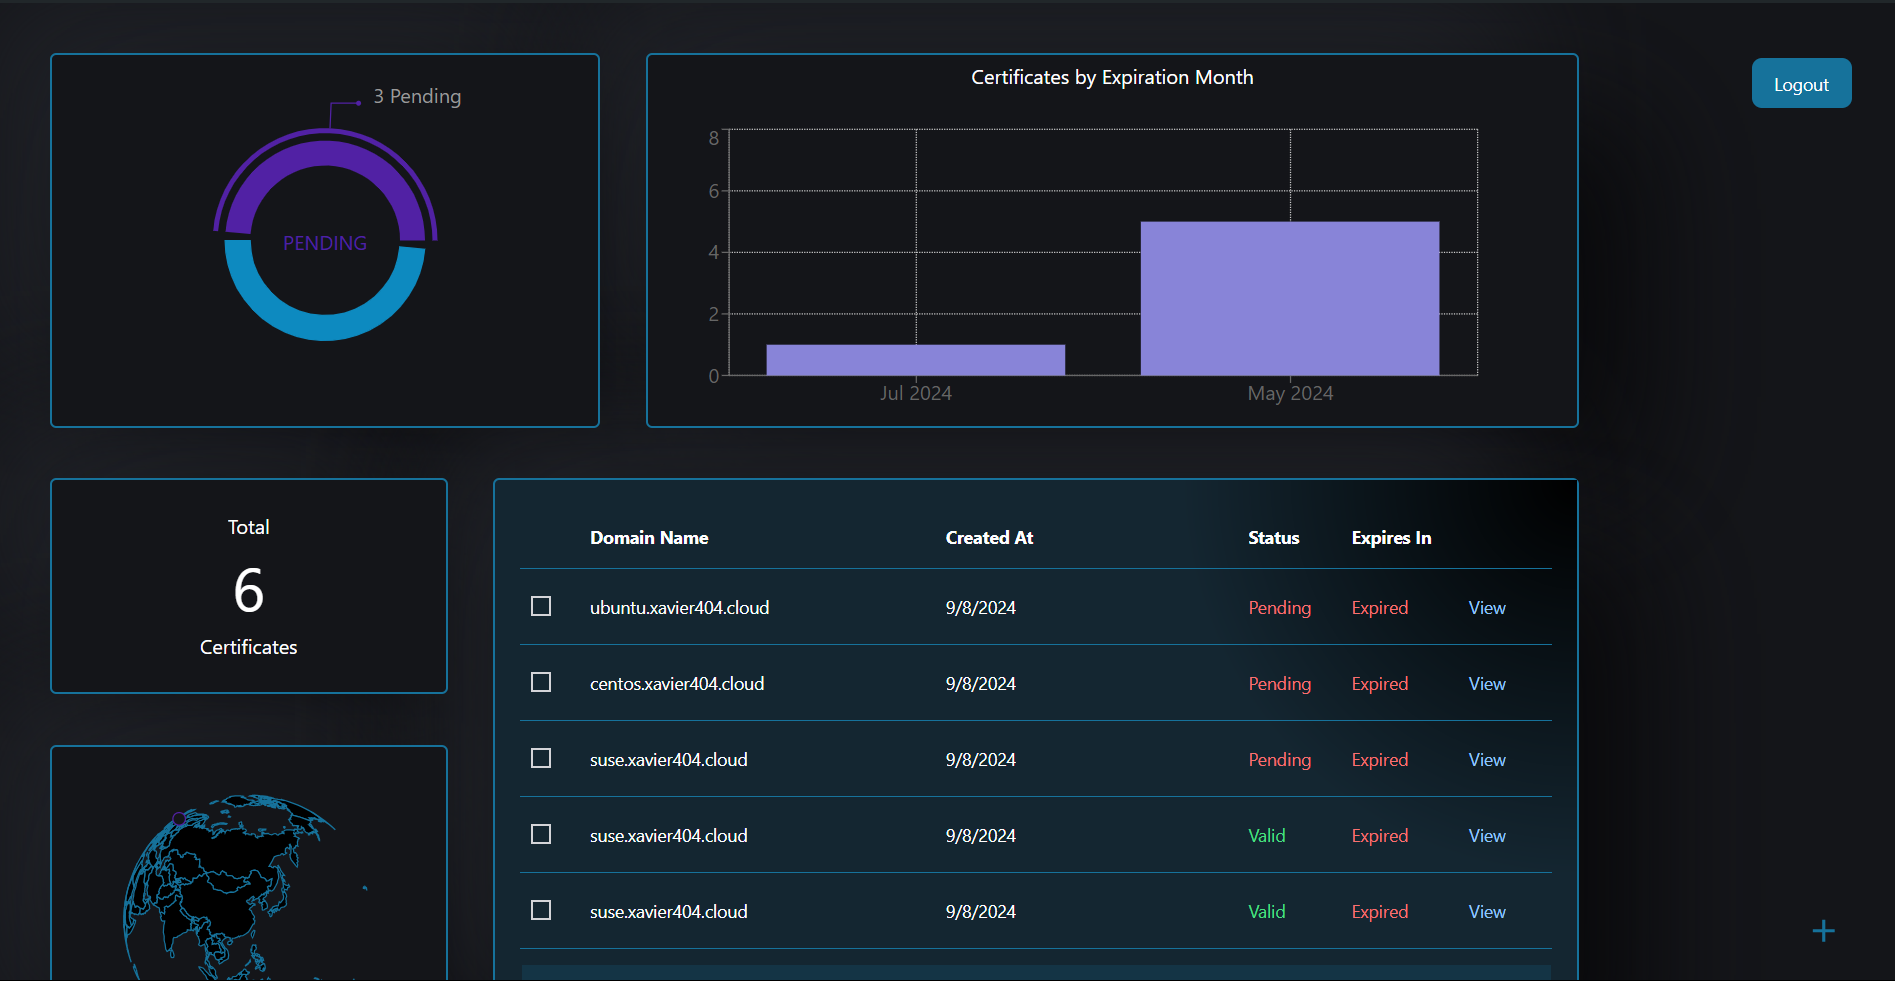 3 Pending
PENDING
Certificates by Expiration Month
8
6
4
2
0
Jul 2024 May 2024
Logout
Total
6
Certificates
Domain Name Created At Status Expires In
ubuntu.xavier404.cloud 9/8/2024 Pending Expired View
centos.xavier404.cloud 9/8/2024 Pending Expired View
suse.xavier404.cloud 9/8/2024 Pending Expired View
suse.xavier404.cloud 9/8/2024 Valid Expired View
suse.xavier404.cloud 9/8/2024 Valid Expired View
+